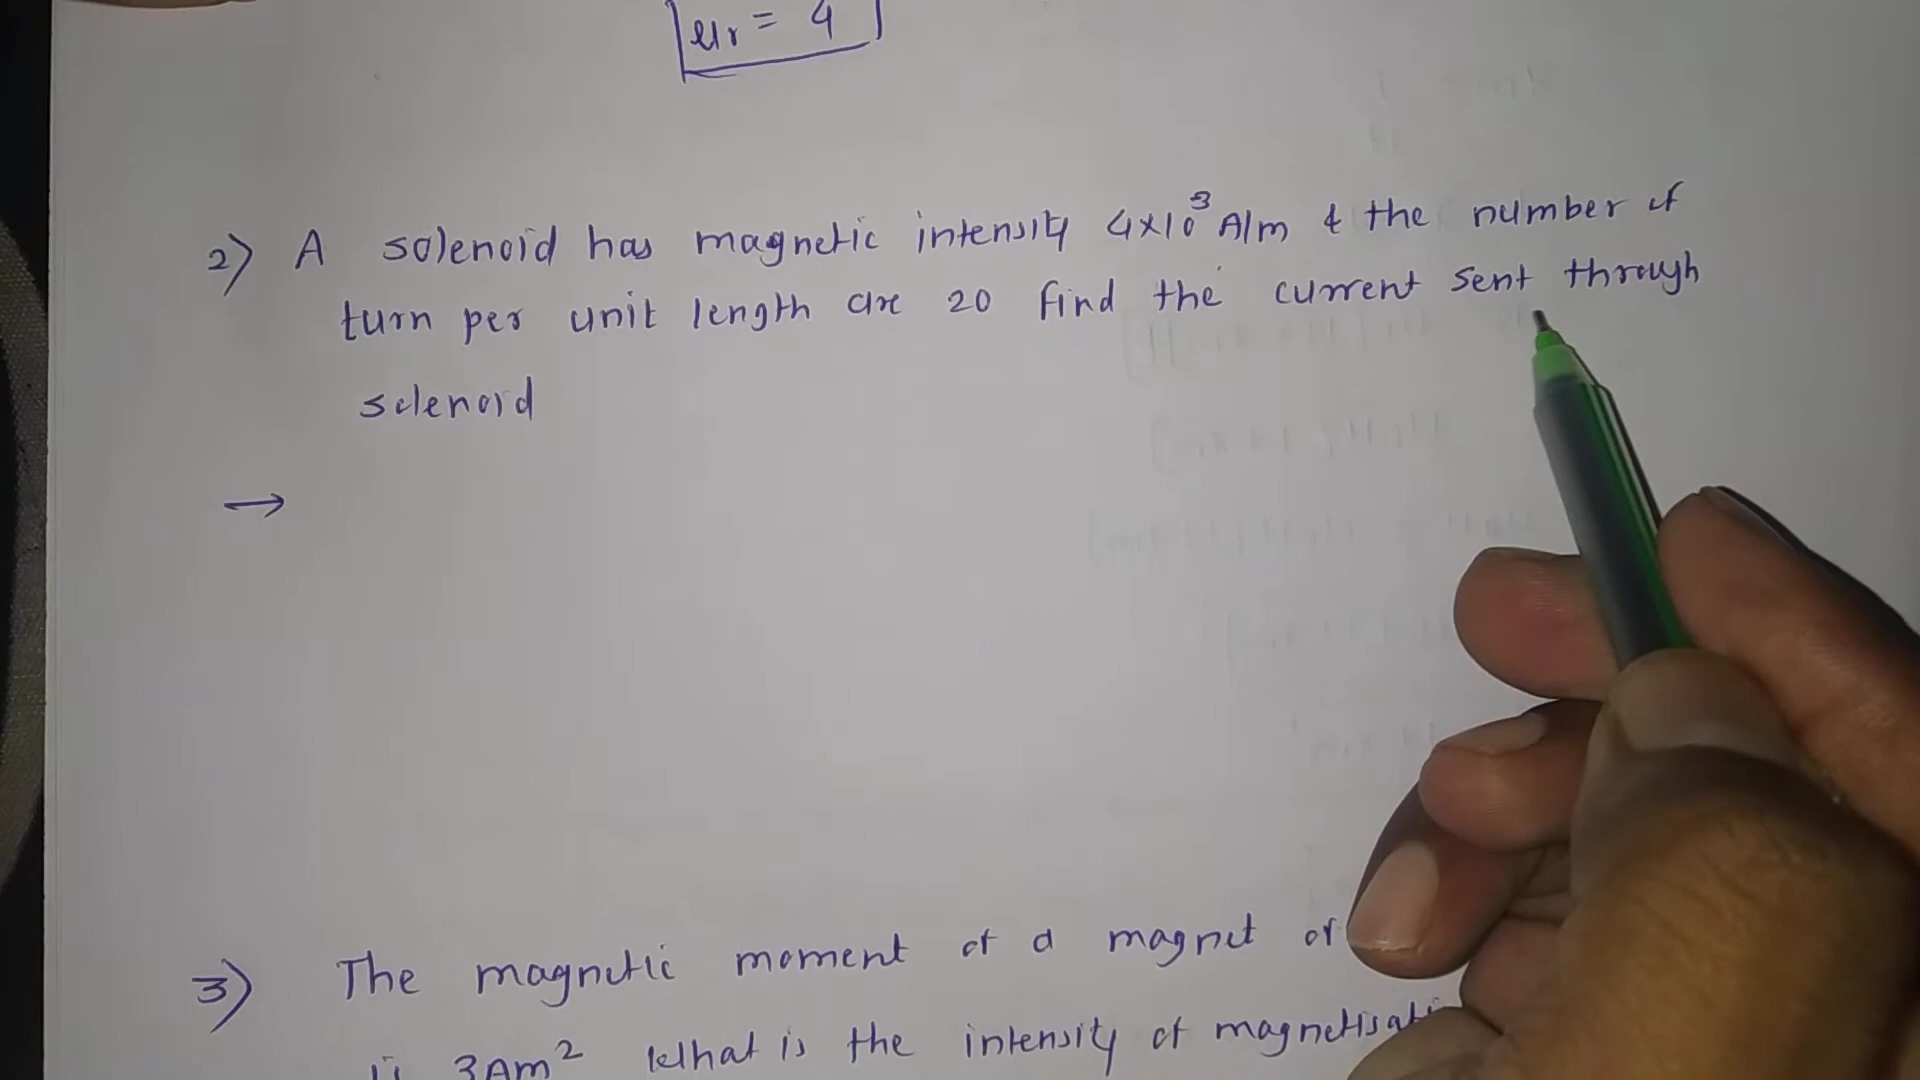 μr = 4
2) A solenoid has magnetic intensity 4×10³ A/m & the number of
turn per unit length are 20 find the current sent through
solenoid
→
3) The magnetic moment of a magnet of
is 3Am² What is the intensity of